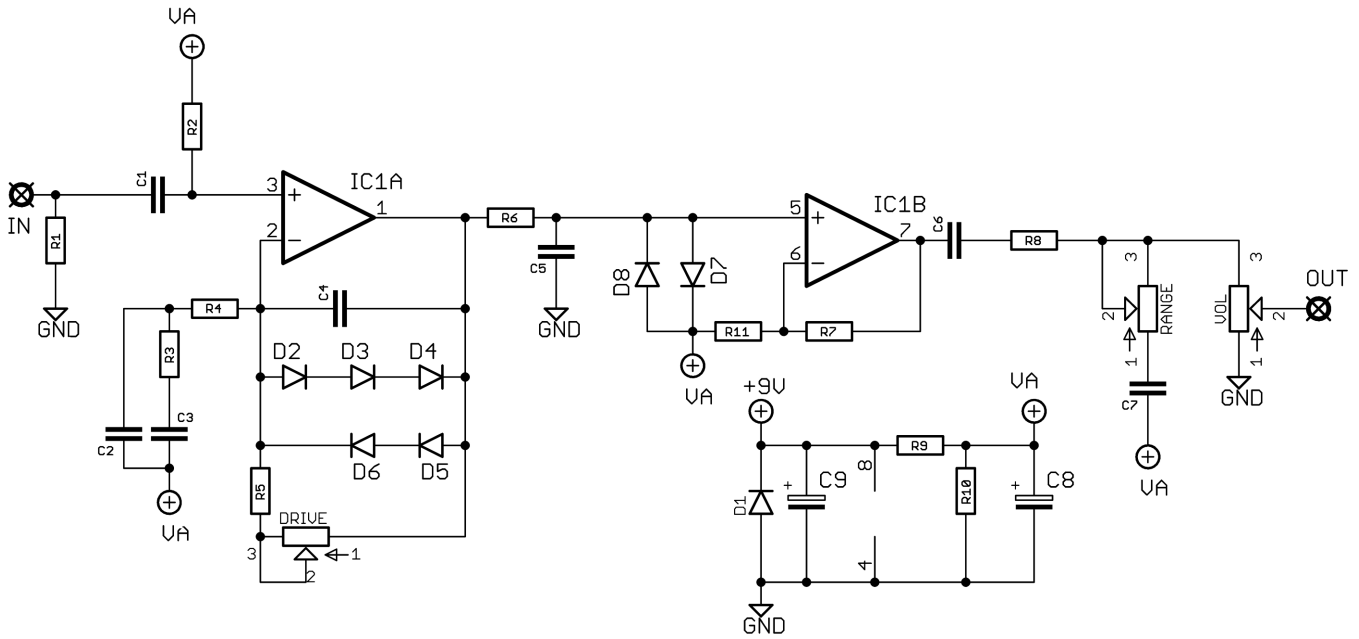 VA
R2
C1
3
+
IC1A
1
IN
R1
2
−
R6
5
+
IC1B
7
C6
R8
6
−
C5
D8
D7
3
3
OUT
GND
R4
C4
GND
R11
R7
2
RANGE
VOL
2
R3
D2
D3
D4
VA
1
1
+9V
VA
C7
GND
C2
C3
D6
D5
R9
8
VA
R5
D1
+
C9
R10
+
C8
VA
DRIVE
3
1
2
4
GND